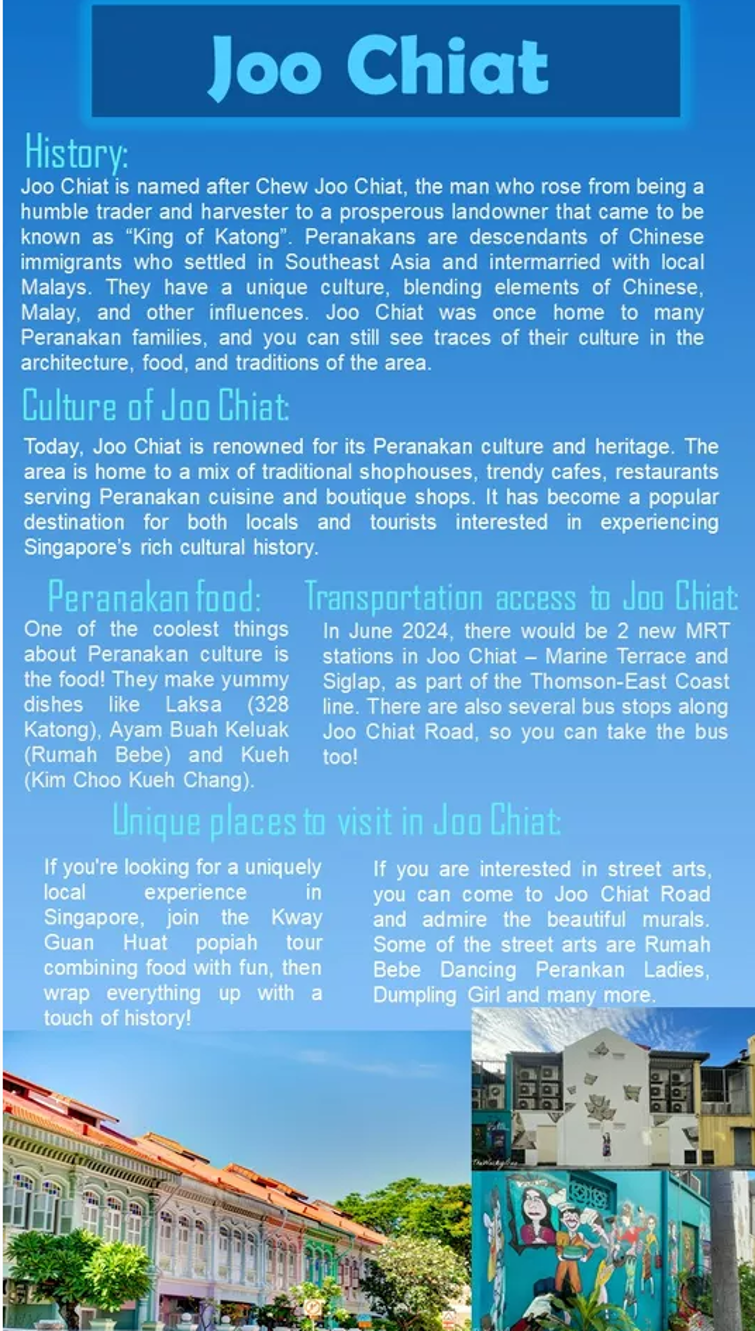 Joo Chiat
History:
Joo Chiat is named after Chew Joo Chiat, the man who rose from being a
humble trader and harvester to a prosperous landowner that came to be
known as “King of Katong”. Peranakans are descendants of Chinese
immigrants who settled in Southeast Asia and intermarried with local
Malays. They have a unique culture, blending elements of Chinese,
Malay, and other influences. Joo Chiat was once home to many
Peranakan families, and you can still see traces of their culture in the
architecture, food, and traditions of the area.
Culture of Joo Chiat:
Today, Joo Chiat is renowned for its Peranakan culture and heritage. The
area is home to a mix of traditional shophouses, trendy cafes, restaurants
serving Peranakan cuisine and boutique shops. It has become a popular
destination for both locals and tourists interested in experiencing
Singapore’s rich cultural history.
Peranakan food:
One of the coolest things
about Peranakan culture is
the food! They make yummy
dishes like Laksa (328
Katong), Ayam Buah Keluak
(Rumah Bebe) and Kueh
(Kim Choo Kueh Chang).
Transportation access to Joo Chiat:
In June 2024, there would be 2 new MRT
stations in Joo Chiat – Marine Terrace and
Siglap, as part of the Thomson-East Coast
line. There are also several bus stops along
Joo Chiat Road, so you can take the bus
too!
Unique places to visit in Joo Chiat:
If you're looking for a uniquely
local experience in
Singapore, join the Kway
Guan Huat popiah tour
combining food with fun, then
wrap everything up with a
touch of history!
If you are interested in street arts,
you can come to Joo Chiat Road
and admire the beautiful murals.
Some of the street arts are Rumah
Bebe Dancing Perankan Ladies,
Dumpling Girl and many more.